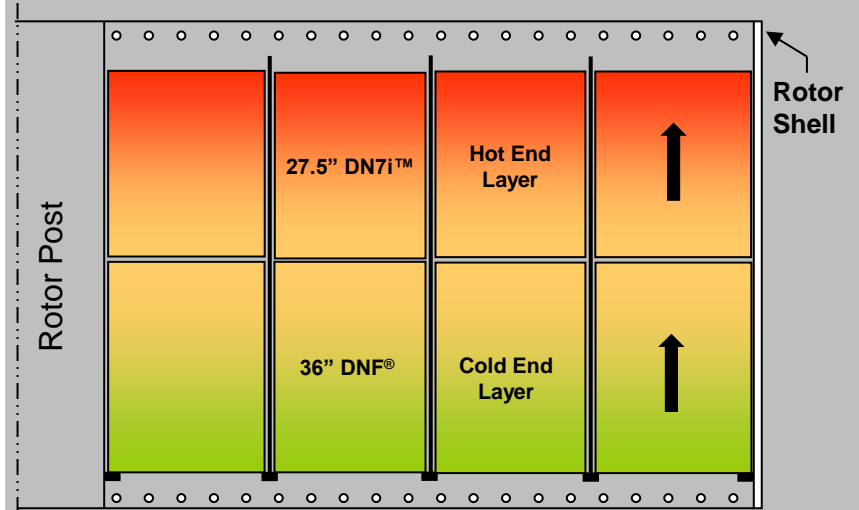 Rotor
Shell
27.5” DN7i™
Hot End
Layer
Rotor Post
36” DNF®
Cold End
Layer